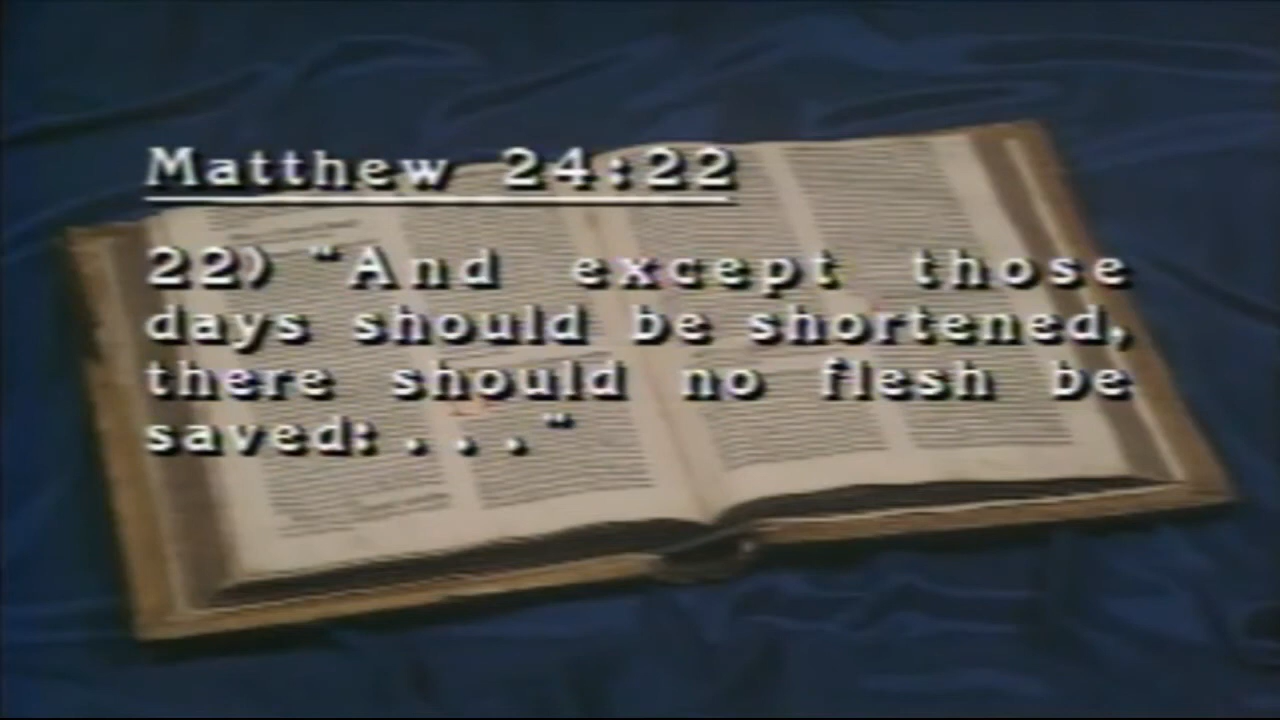 Matthew 24:22
22) "And except those
days should be shortened,
there should no flesh be
saved: . . ."